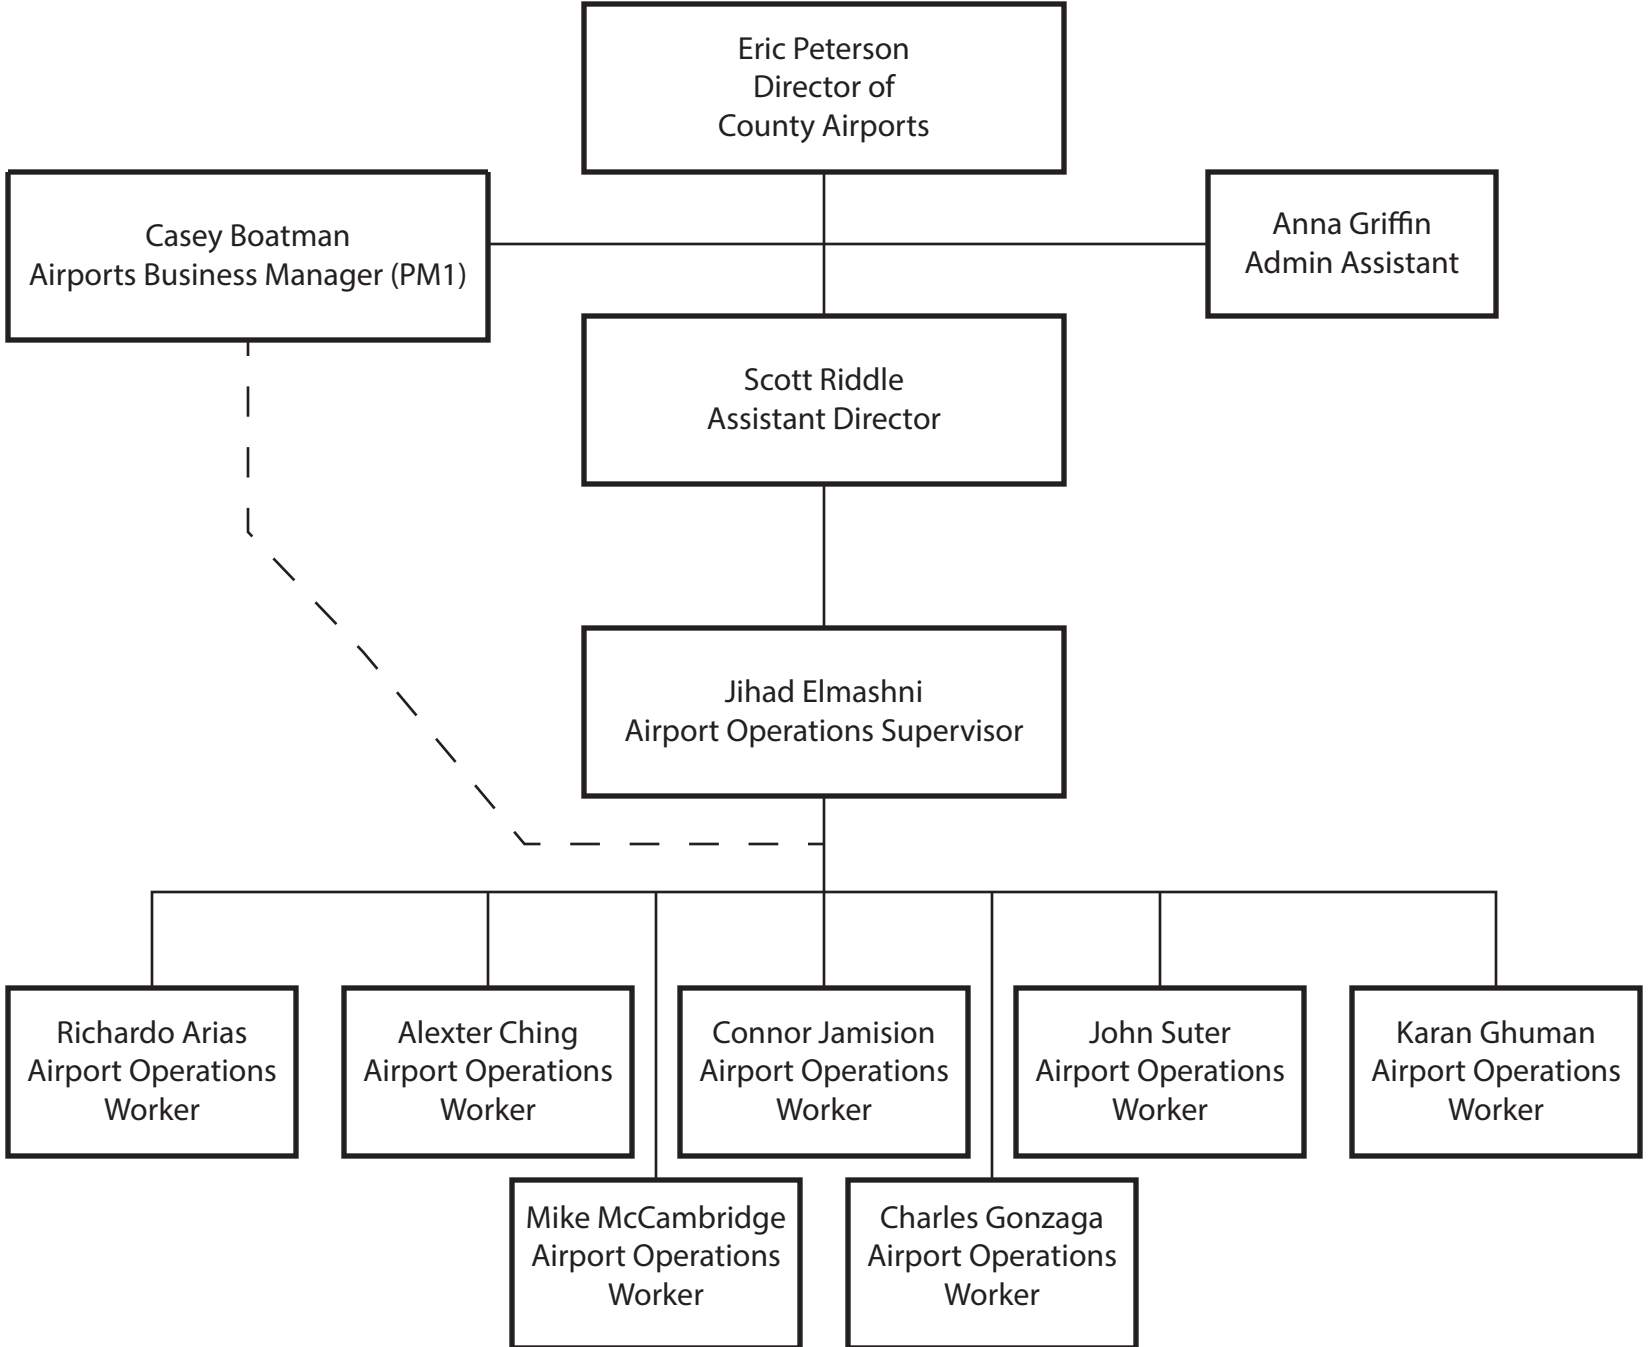 Eric Peterson
Director of
County Airports
Casey Boatman
Airports Business Manager (PM1)
Anna Griffin
Admin Assistant
Scott Riddle
Assistant Director
Jihad Elmashni
Airport Operations Supervisor
Richardo Arias
Airport Operations
Worker
Alexter Ching
Airport Operations
Worker
Connor Jamision
Airport Operations
Worker
John Suter
Airport Operations
Worker
Karan Ghuman
Airport Operations
Worker
Mike McCambridge
Airport Operations
Worker
Charles Gonzaga
Airport Operations
Worker